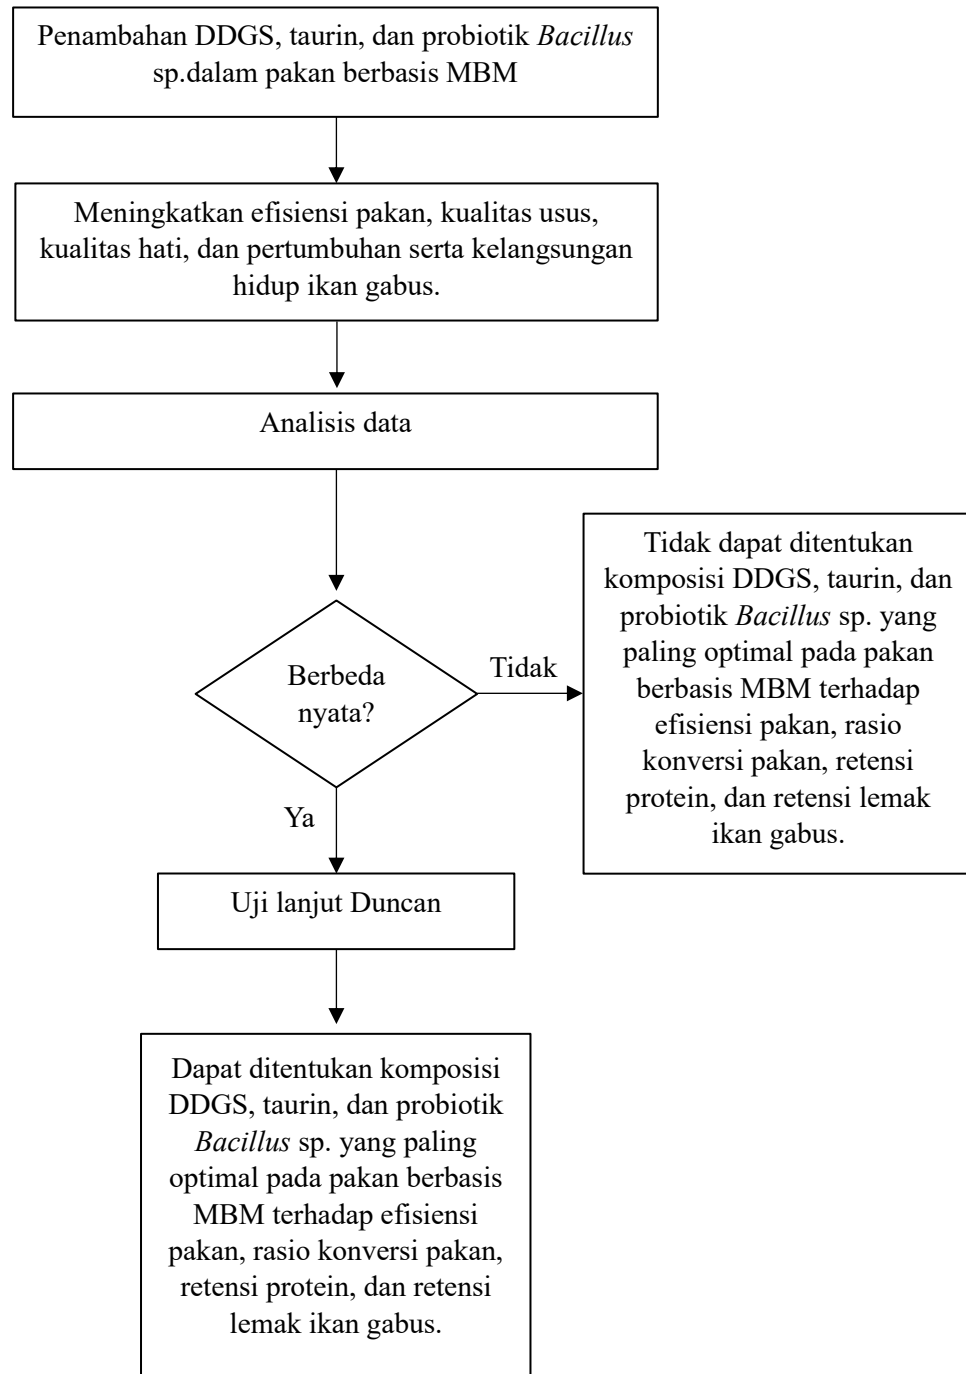 Penambahan DDGS, taurin, dan probiotik Bacillus
sp.dalam pakan berbasis MBM
Meningkatkan efisiensi pakan, kualitas usus,
kualitas hati, dan pertumbuhan serta kelangsungan
hidup ikan gabus.
Analisis data
Berbeda
nyata?
Tidak
Tidak dapat ditentukan
komposisi DDGS, taurin, dan
probiotik Bacillus sp. yang
paling optimal pada pakan
berbasis MBM terhadap
efisiensi pakan, rasio
konversi pakan, retensi
protein, dan retensi lemak
ikan gabus.
Ya
Uji lanjut Duncan
Dapat ditentukan komposisi
DDGS, taurin, dan probiotik
Bacillus sp. yang paling
optimal pada pakan berbasis
MBM terhadap efisiensi
pakan, rasio konversi pakan,
retensi protein, dan retensi
lemak ikan gabus.